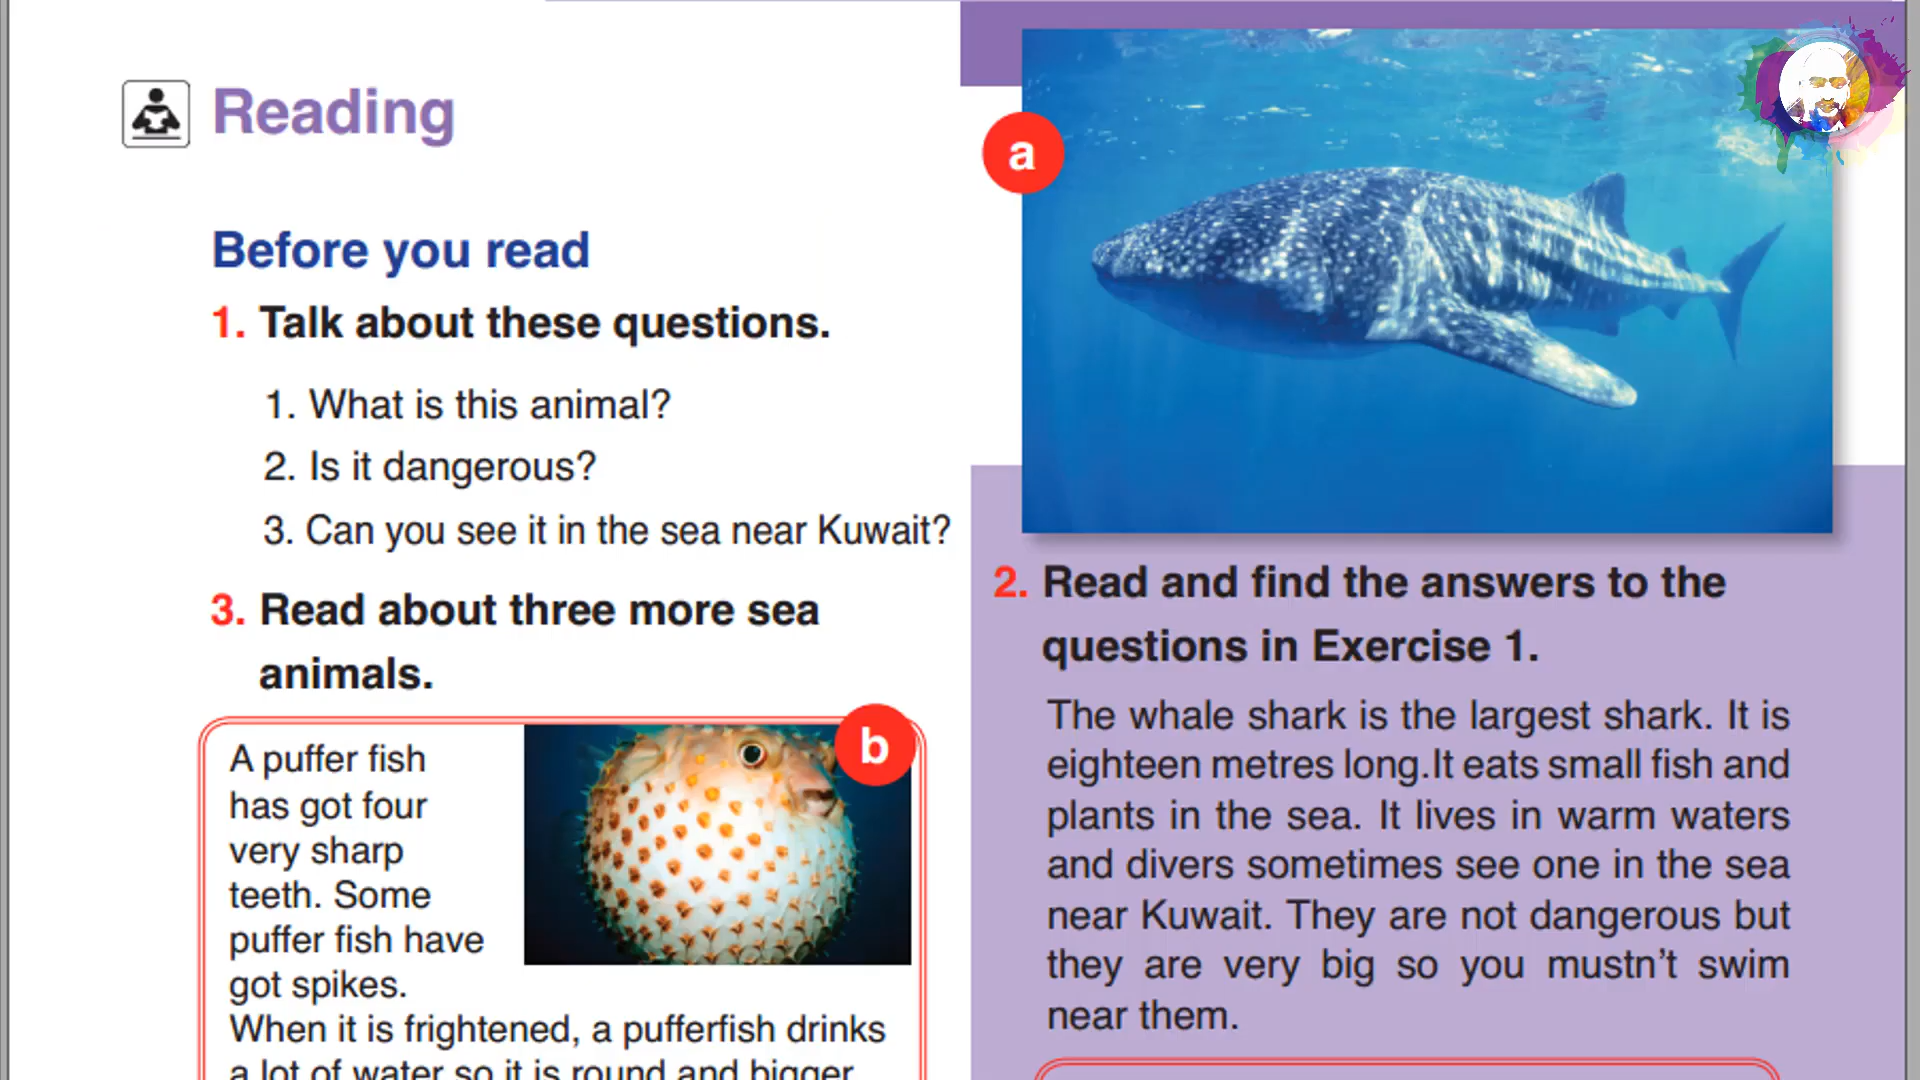 Reading
Before you read
1. Talk about these questions.
1. What is this animal?
2. Is it dangerous?
3. Can you see it in the sea near Kuwait?
3. Read about three more sea
animals.
b
A puffer fish
has got four
very sharp
teeth. Some
puffer fish have
got spikes.
When it is frightened, a pufferfish drinks
a lot of water so it is round and bigger
a
2. Read and find the answers to the
questions in Exercise 1.
The whale shark is the largest shark. It is
eighteen metres long.It eats small fish and
plants in the sea. It lives in warm waters
and divers sometimes see one in the sea
near Kuwait. They are not dangerous but
they are very big so you mustn't swim
near them.